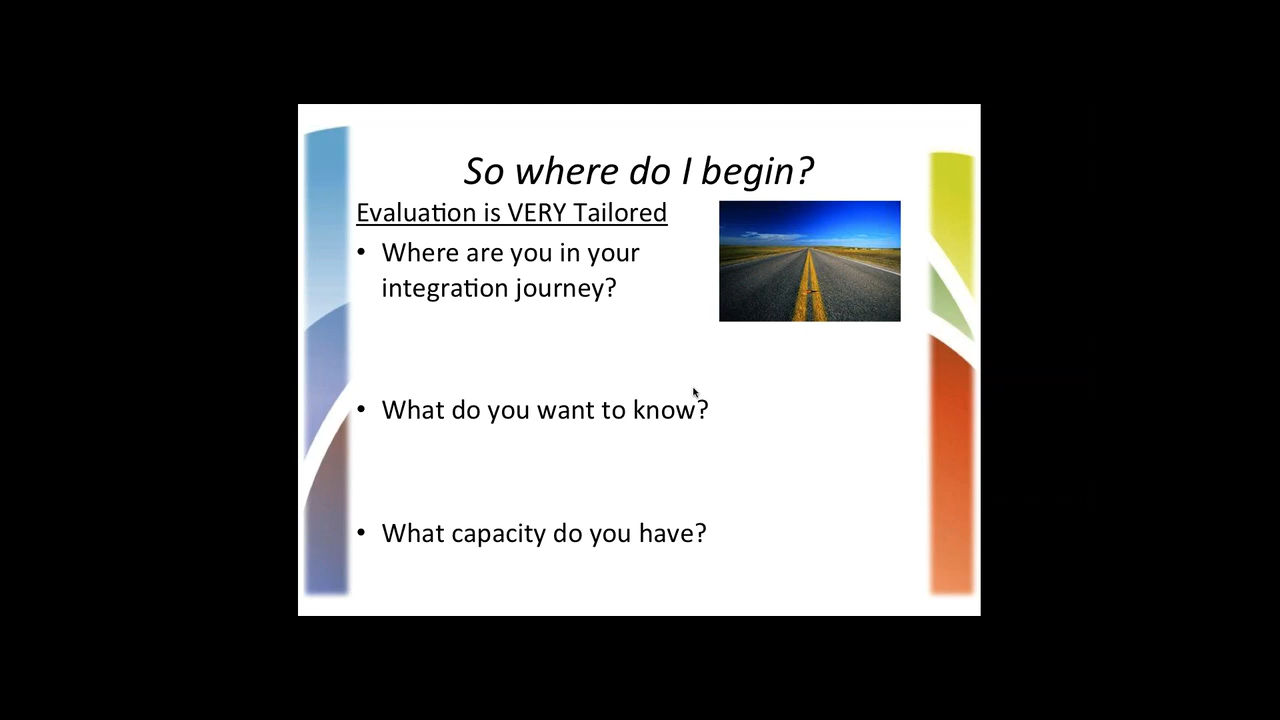 So where do I begin?
Evaluation is VERY Tailored
• Where are you in your
integration journey?
• What do you want to know?
• What capacity do you have?